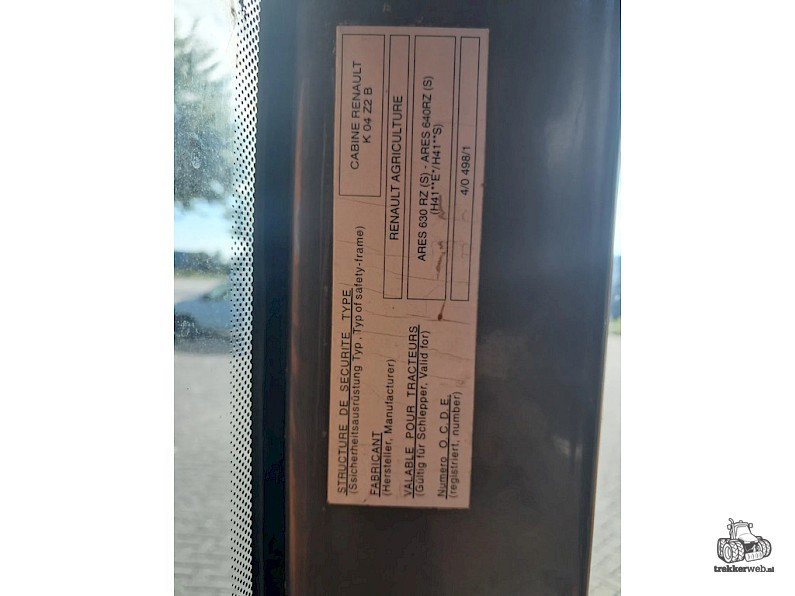 STRUCTURE DE SECURITE TYPE
(Ssicherheitsausrüstung Typ , Typ of safety-frame)
CABINE RENAULT
K 04 Z2 B
FABRICANT
(Hersteller, Manufacturer)
RENAULT AGRICULTURE
VALABLE POUR TRACTEURS
(Gültig für Schlepper, Valid for)
ARES 630 RZ (S) - ARES 640RZ (S)
(H41**E*/H41**S)
Numero O.C.D.E.
(registriert, number)
4/0 498/1
trekkerweb.nl